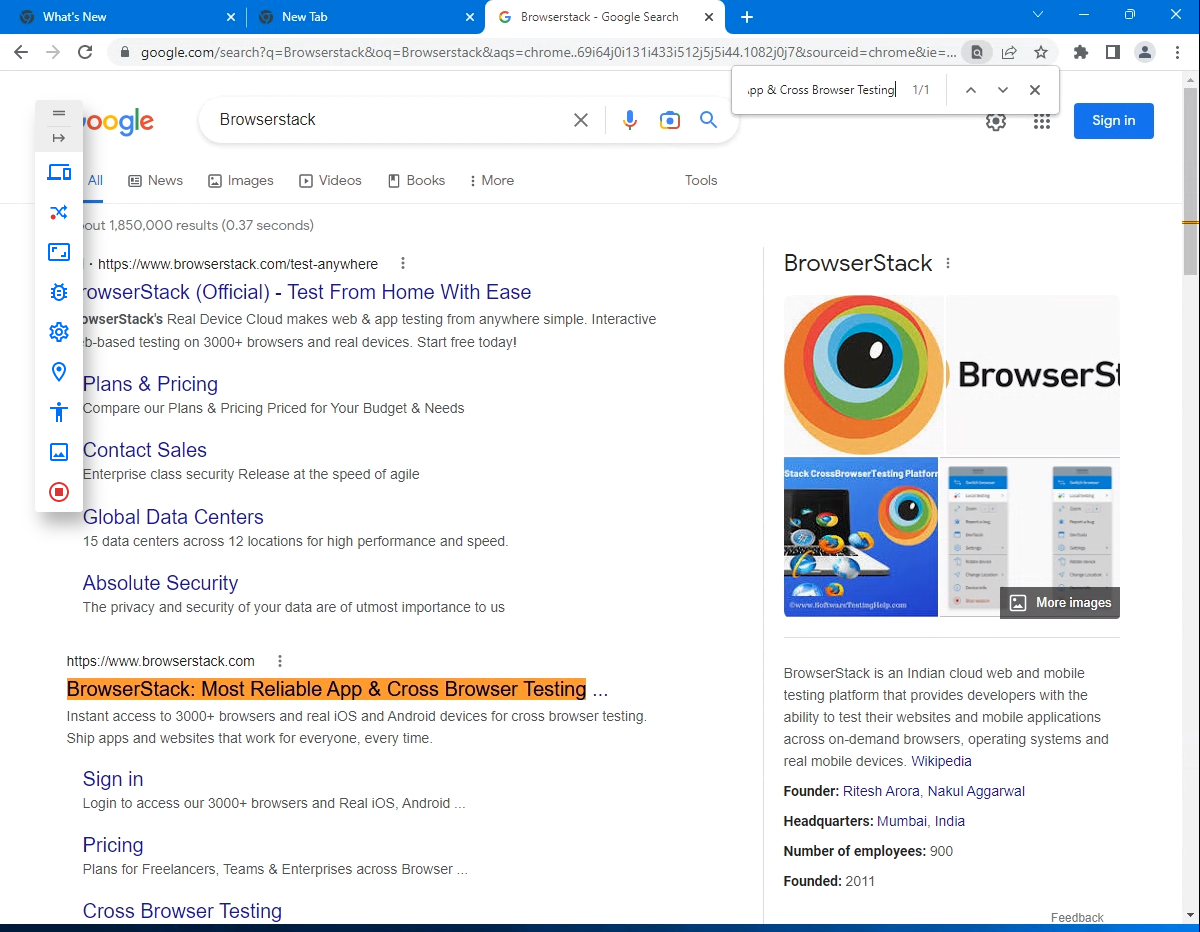 What's New
New Tab
Browserstack - Google Search
google.com/search?q=Browserstack&oq=Browserstack&aqs=chrome..69i64j0i131i433i512j5j5i44.1082j0j7&sourceid=chrome&ie=...
App & Cross Browser Testing 1/1
oogle
Browserstack
Sign in
All
News
Images
Videos
Books
More
Tools
out 1,850,000 results (0.37 seconds)
· https://www.browserstack.com/test-anywhere
rowserStack (Official) - Test From Home With Ease
owserStack's Real Device Cloud makes web & app testing from anywhere simple. Interactive
b-based testing on 3000+ browsers and real devices. Start free today!
Plans & Pricing
Compare our Plans & Pricing Priced for Your Budget & Needs
Contact Sales
Enterprise class security Release at the speed of agile
Global Data Centers
15 data centers across 12 locations for high performance and speed.
Absolute Security
The privacy and security of your data are of utmost importance to us
https://www.browserstack.com
BrowserStack: Most Reliable App & Cross Browser Testing ...
Instant access to 3000+ browsers and real iOS and Android devices for cross browser testing.
Ship apps and websites that work for everyone, every time.
Sign in
Login to access our 3000+ browsers and Real iOS, Android ...
Pricing
Plans for Freelancers, Teams & Enterprises across Browser ...
Cross Browser Testing
BrowserStack
BrowserSt
Stack CrossBrowserTesting Platform
©www.SoftwareTestingHelp.com
More images
BrowserStack is an Indian cloud web and mobile
testing platform that provides developers with the
ability to test their websites and mobile applications
across on-demand browsers, operating systems and
real mobile devices. Wikipedia
Founder: Ritesh Arora, Nakul Aggarwal
Headquarters: Mumbai, India
Number of employees: 900
Founded: 2011
Feedback